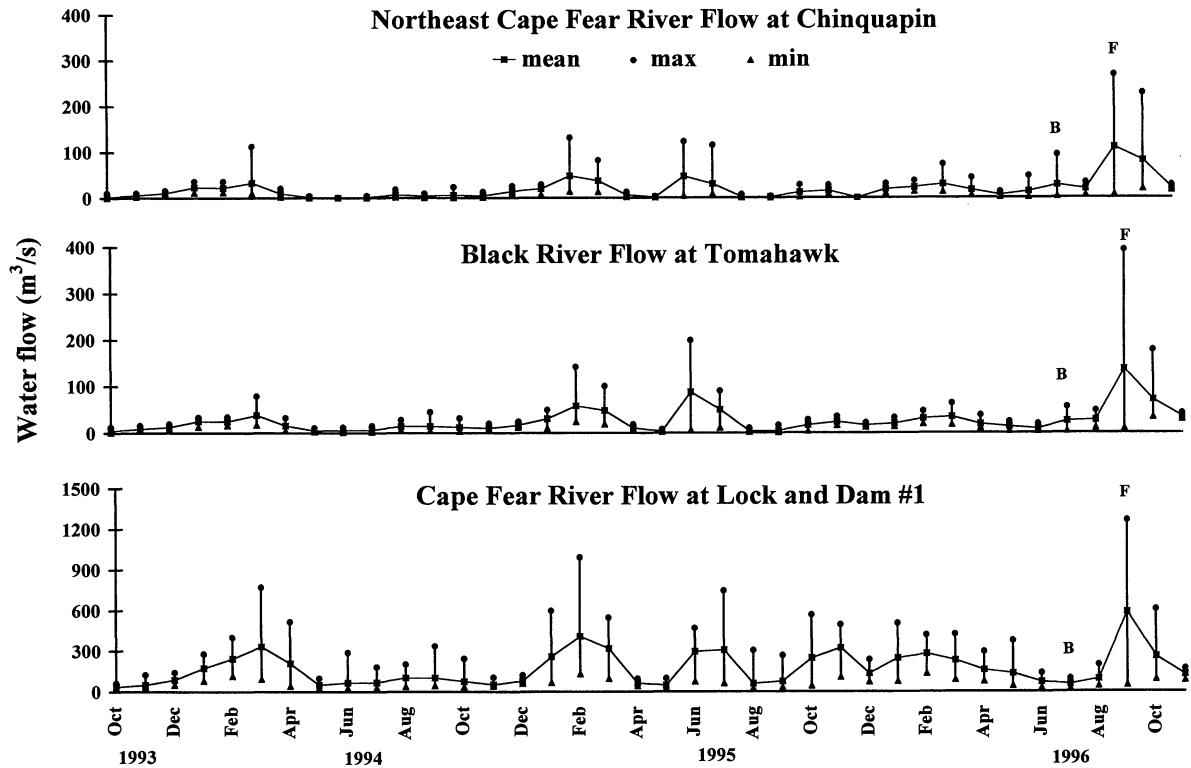 Northeast Cape Fear River Flow at Chinquapin
mean max min
400
300
200
100
0
B
F
Black River Flow at Tomahawk
400
300
200
100
0
B
F
Water flow (m³/s)
Cape Fear River Flow at Lock and Dam #1
1500
1200
900
600
300
0
B
F
Oct Dec Feb Apr Jun Aug Oct Dec Feb Apr Jun Aug Oct Dec Feb Apr Jun Aug Oct
1993 1994 1995 1996